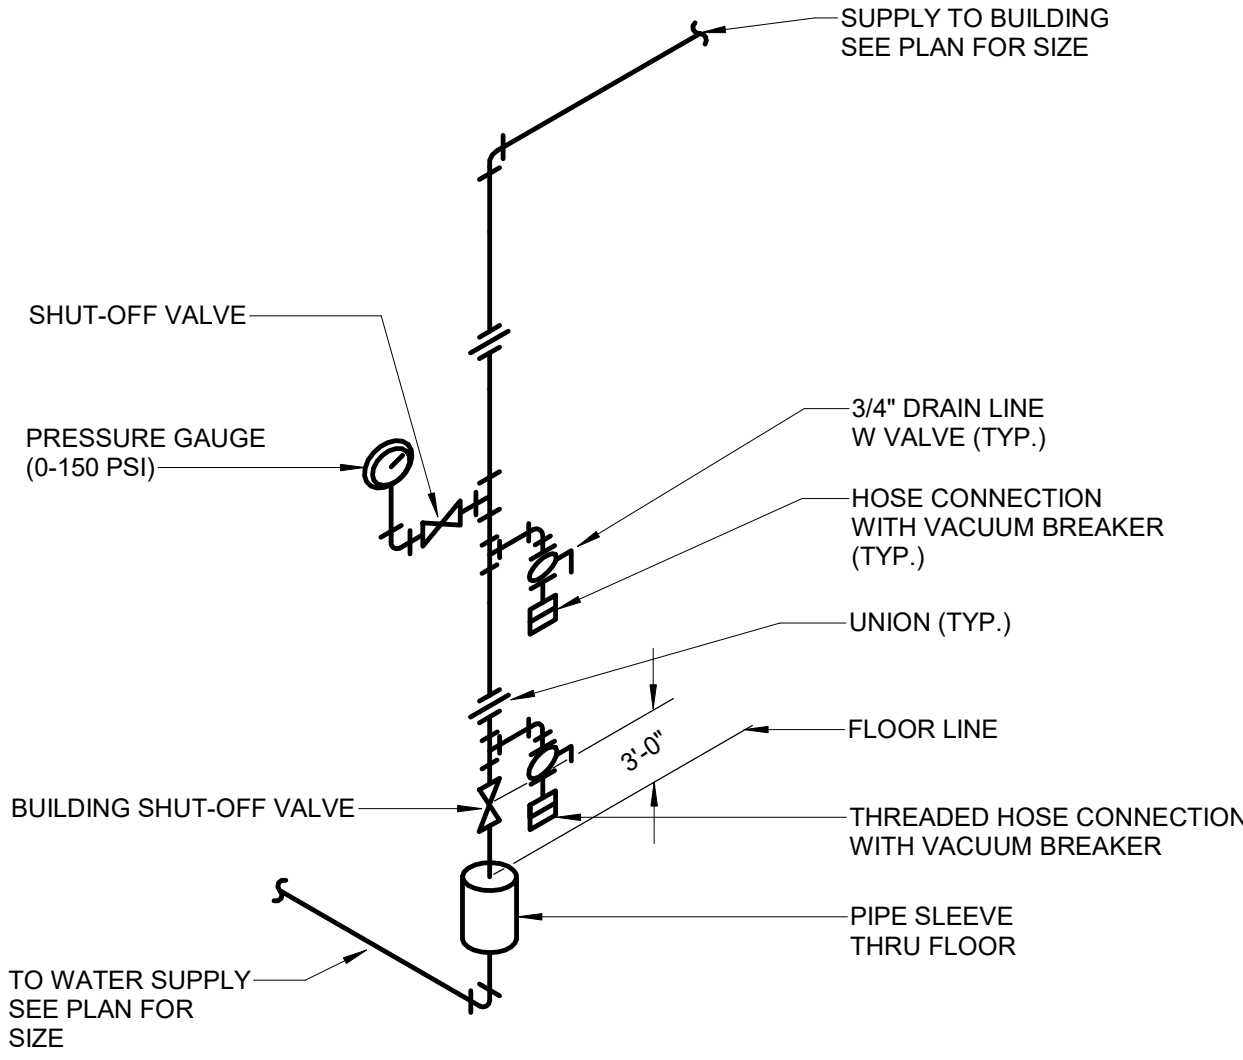 SUPPLY TO BUILDING
SEE PLAN FOR SIZE
SHUT-OFF VALVE
PRESSURE GAUGE
(0-150 PSI)
3/4" DRAIN LINE
W VALVE (TYP.)
HOSE CONNECTION
WITH VACUUM BREAKER
(TYP.)
UNION (TYP.)
FLOOR LINE
3'-0"
BUILDING SHUT-OFF VALVE
THREADED HOSE CONNECTION
WITH VACUUM BREAKER
PIPE SLEEVE
THRU FLOOR
TO WATER SUPPLY
SEE PLAN FOR
SIZE